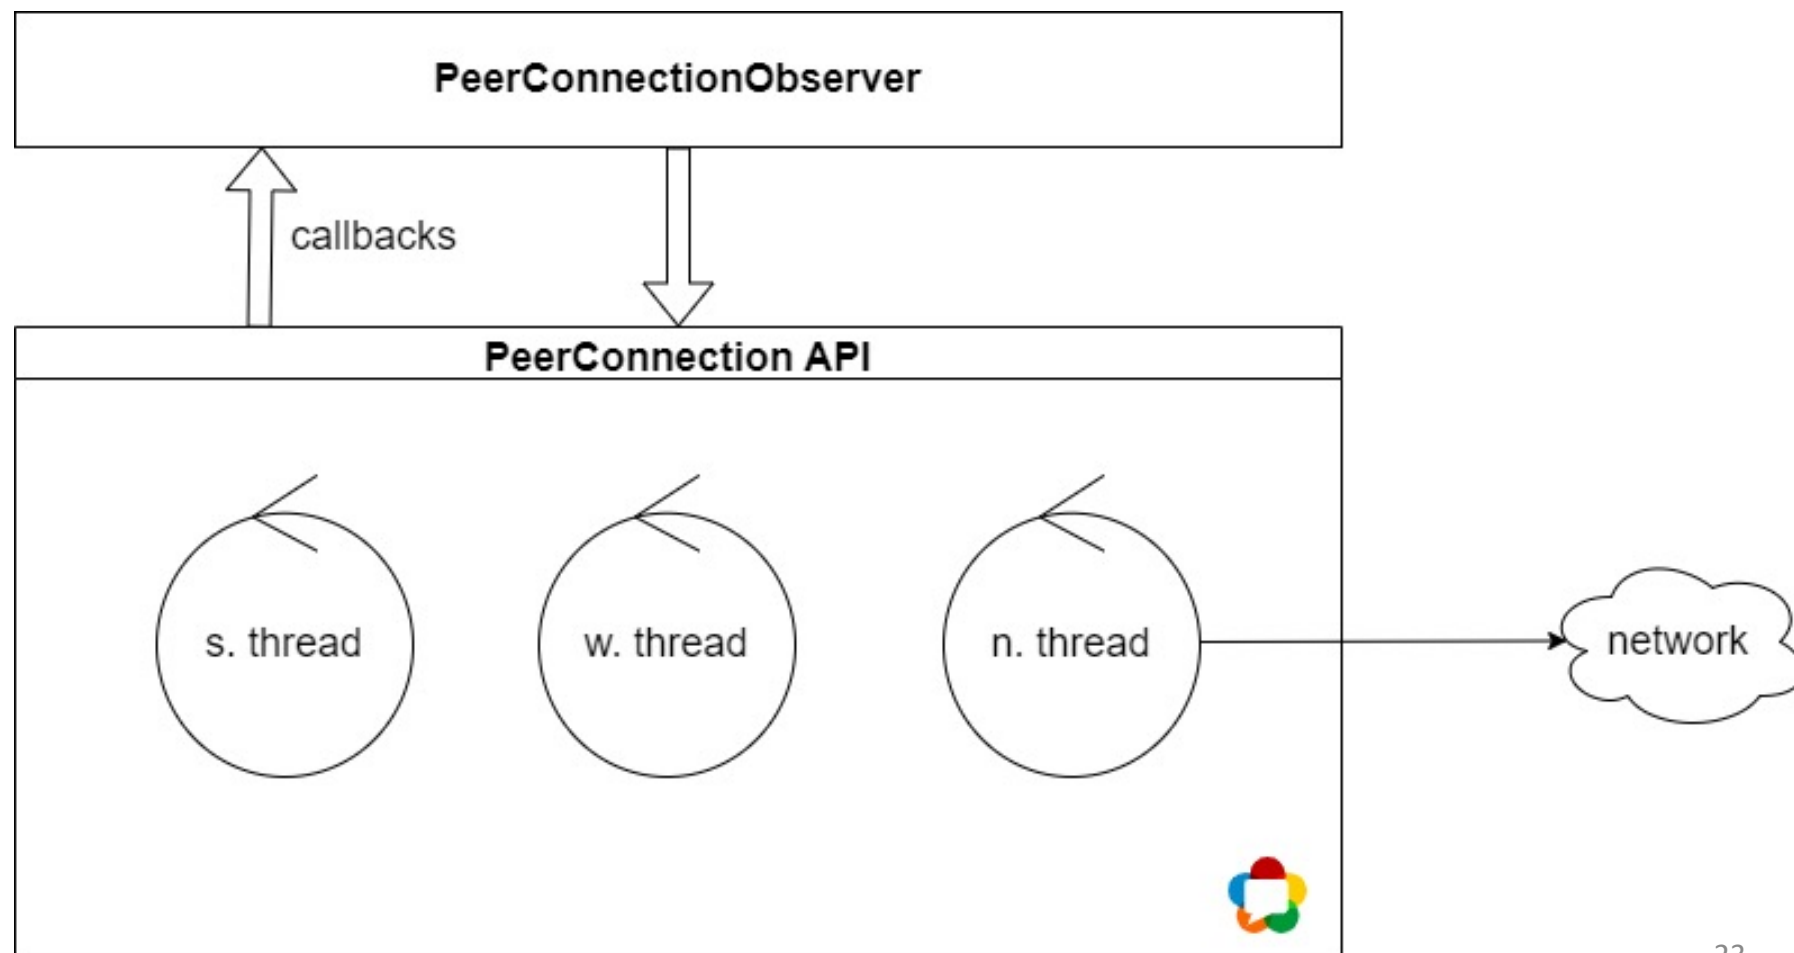 PeerConnectionObserver
callbacks
PeerConnection API
s. thread
w. thread
n. thread
network